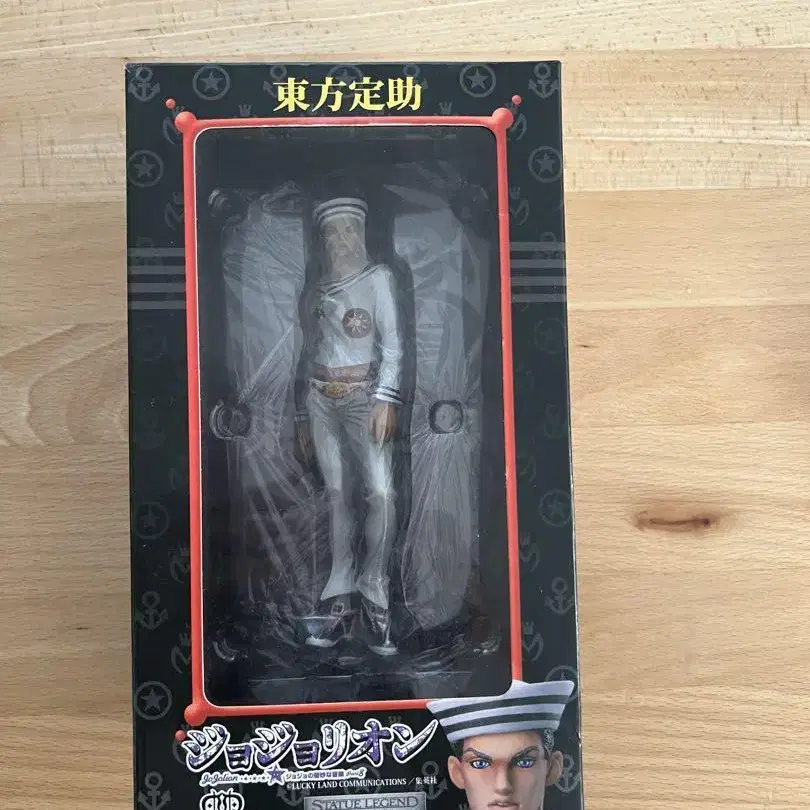 東方定助
ジョジョリオン
JoJolion
ジョジョの奇妙な冒険 Part8
©LUCKY LAND COMMUNICATIONS／集英社
STATUE LEGEND